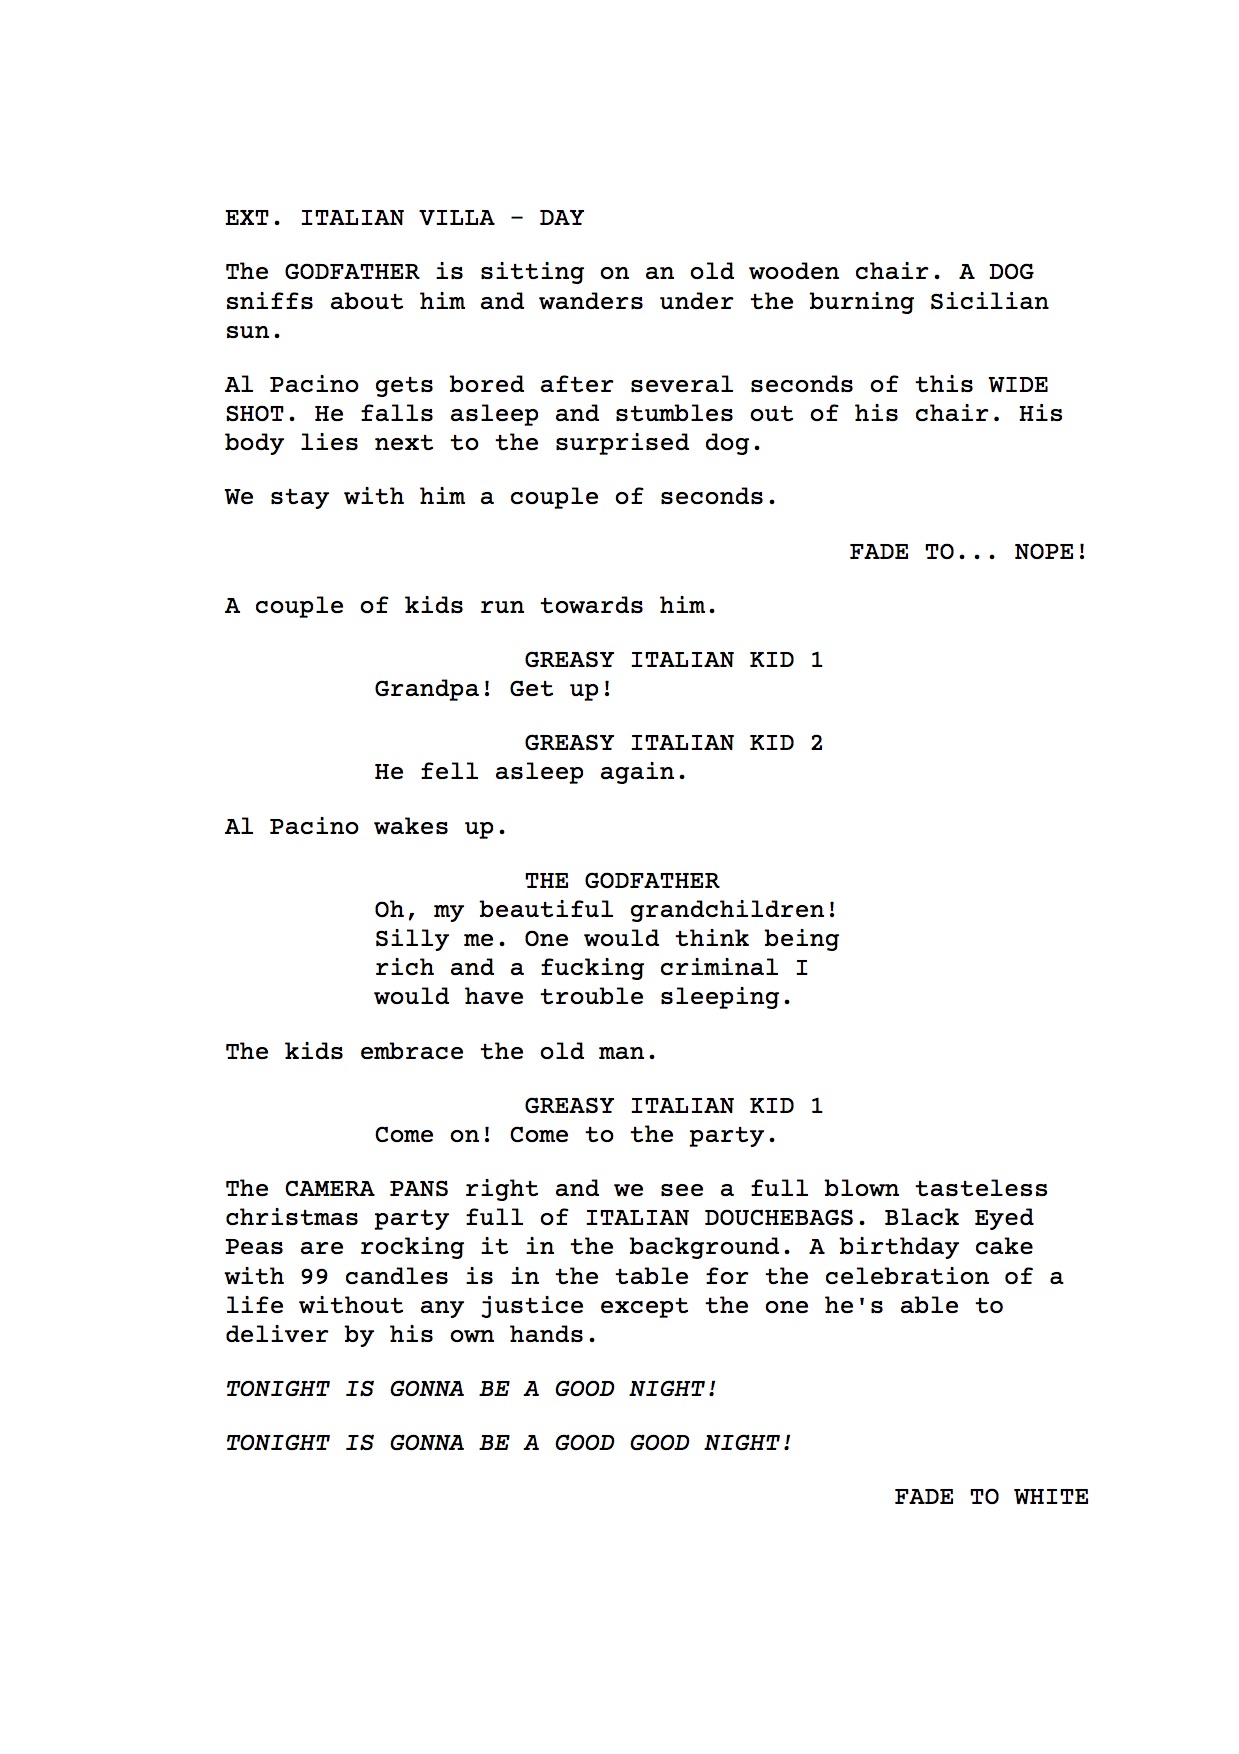 EXT. ITALIAN VILLA - DAY
The GODFATHER is sitting on an old wooden chair. A DOG
sniffs about him and wanders under the burning Sicilian
sun.
Al Pacino gets bored after several seconds of this WIDE
SHOT. He falls asleep and stumbles out of his chair. His
body lies next to the surprised dog.
We stay with him a couple of seconds.
FADE TO... NOPE!
A couple of kids run towards him.
GREASY ITALIAN KID 1
Grandpa! Get up!
GREASY ITALIAN KID 2
He fell asleep again.
Al Pacino wakes up.
THE GODFATHER
Oh, my beautiful grandchildren!
Silly me. One would think being
rich and a fucking criminal I
would have trouble sleeping.
The kids embrace the old man.
GREASY ITALIAN KID 1
Come on! Come to the party.
The CAMERA PANS right and we see a full blown tasteless
christmas party full of ITALIAN DOUCHEBAGS. Black Eyed
Peas are rocking it in the background. A birthday cake
with 99 candles is in the table for the celebration of a
life without any justice except the one he's able to
deliver by his own hands.
TONIGHT IS GONNA BE A GOOD NIGHT!
TONIGHT IS GONNA BE A GOOD GOOD NIGHT!
FADE TO WHITE